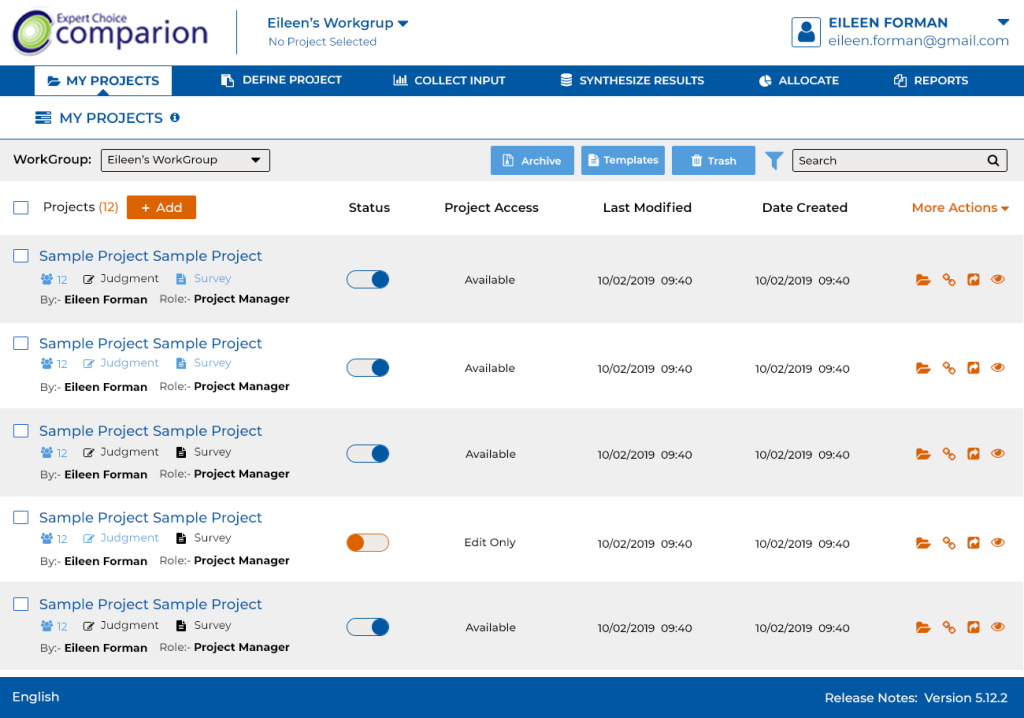 Expert Choice
comparion
Eileen's Workgrup
No Project Selected
EILEEN FORMAN
eileen.forman@gmail.com
MY PROJECTS DEFINE PROJECT COLLECT INPUT SYNTHESIZE RESULTS ALLOCATE REPORTS
MY PROJECTS
WorkGroup: Eileen's WorkGroup Archive Templates Trash Search
Projects (12) + Add Status Project Access Last Modified Date Created More Actions
Sample Project Sample Project
12 Judgment Survey Available 10/02/2019 09:40 10/02/2019 09:40
By:- Eileen Forman Role:- Project Manager
Sample Project Sample Project
12 Judgment Survey Available 10/02/2019 09:40 10/02/2019 09:40
By:- Eileen Forman Role:- Project Manager
Sample Project Sample Project
12 Judgment Survey Available 10/02/2019 09:40 10/02/2019 09:40
By:- Eileen Forman Role:- Project Manager
Sample Project Sample Project
12 Judgment Survey Edit Only 10/02/2019 09:40 10/02/2019 09:40
By:- Eileen Forman Role:- Project Manager
Sample Project Sample Project
12 Judgment Survey Available 10/02/2019 09:40 10/02/2019 09:40
By:- Eileen Forman Role:- Project Manager
English Release Notes: Version 5.12.2